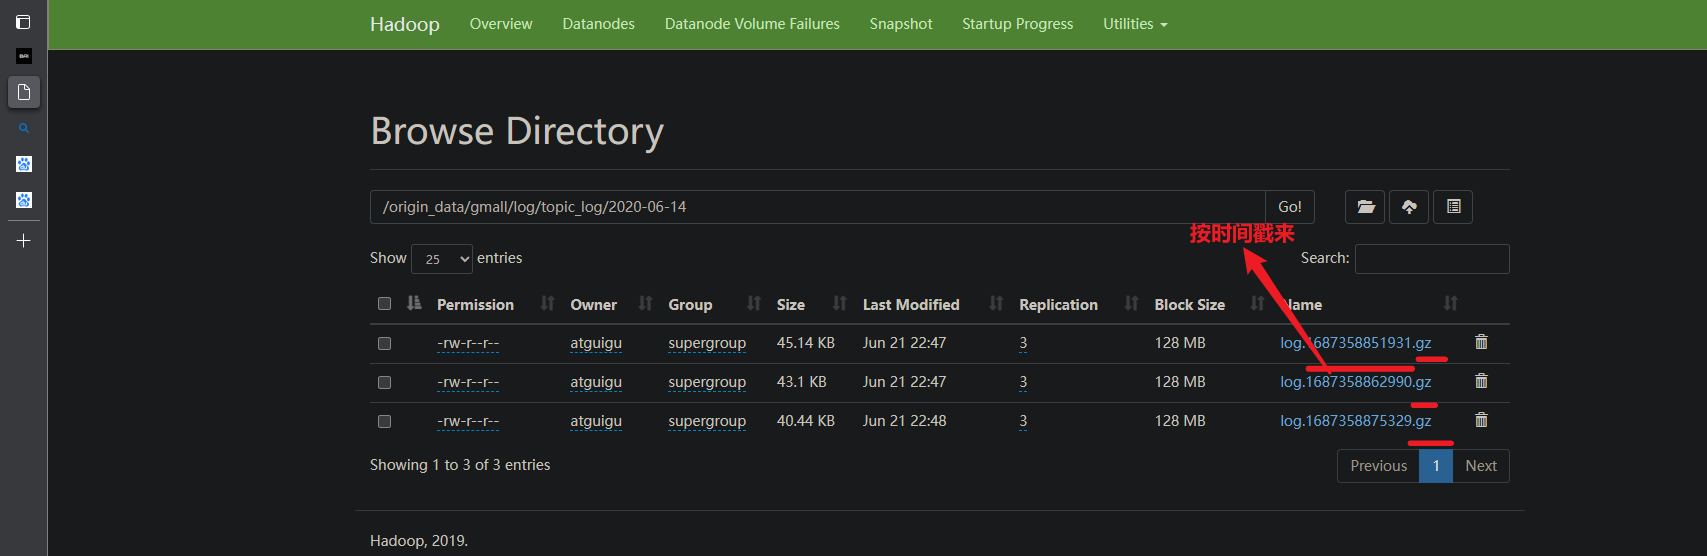 Hadoop Overview Datanodes Datanode Volume Failures Snapshot Startup Progress Utilities
Browse Directory
/origin_data/gmall/log/topic_log/2020-06-14 Go!
按时间戳来
Show 25 entries Search:
Permission Owner Group Size Last Modified Replication Block Size Name
-rw-r--r-- atguigu supergroup 45.14 KB Jun 21 22:47 3 128 MB log.1687358851931.gz
-rw-r--r-- atguigu supergroup 43.1 KB Jun 21 22:47 3 128 MB log.1687358862990.gz
-rw-r--r-- atguigu supergroup 40.44 KB Jun 21 22:48 3 128 MB log.1687358875329.gz
Showing 1 to 3 of 3 entries Previous 1 Next
Hadoop, 2019.